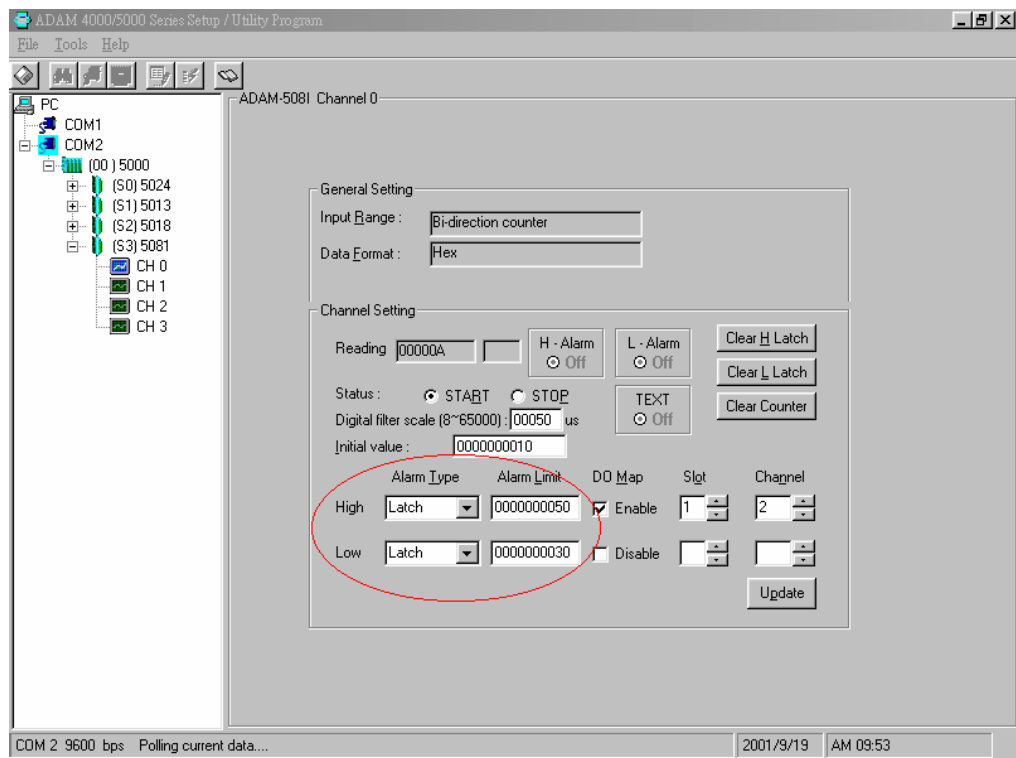 ADAM 4000/5000 Series Setup / Utility Program
File Tools Help
PC
COM1
COM2
(00 ) 5000
(S0) 5024
(S1) 5013
(S2) 5018
(S3) 5081
CH 0
CH 1
CH 2
CH 3
ADAM-5081 Channel 0
General Setting
Input Range : Bi-direction counter
Data Format : Hex
Channel Setting
Reading 00000A H - Alarm Off L - Alarm Off Clear H Latch
Clear L Latch
Status : START STOP TEXT Off Clear Counter
Digital filter scale (8~65000) : 00050 us
Initial value : 0000000010
Alarm Type Alarm Limit DO Map Slot Channel
High Latch 0000000050 Enable 1 2
Low Latch 0000000030 Disable
Update
COM 2 9600 bps Polling current data.... 2001/9/19 AM 09:53